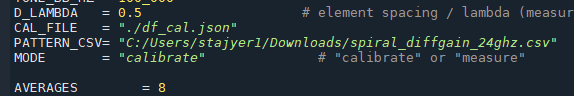 D_LAMBDA = 0.5 # element spacing / lambda (measur
CAL_FILE = "./df_cal.json"
PATTERN_CSV= "C:/Users/stajyer1/Downloads/spiral_diffgain_24ghz.csv"
MODE = "calibrate" # "calibrate" or "measure"
AVERAGES = 8